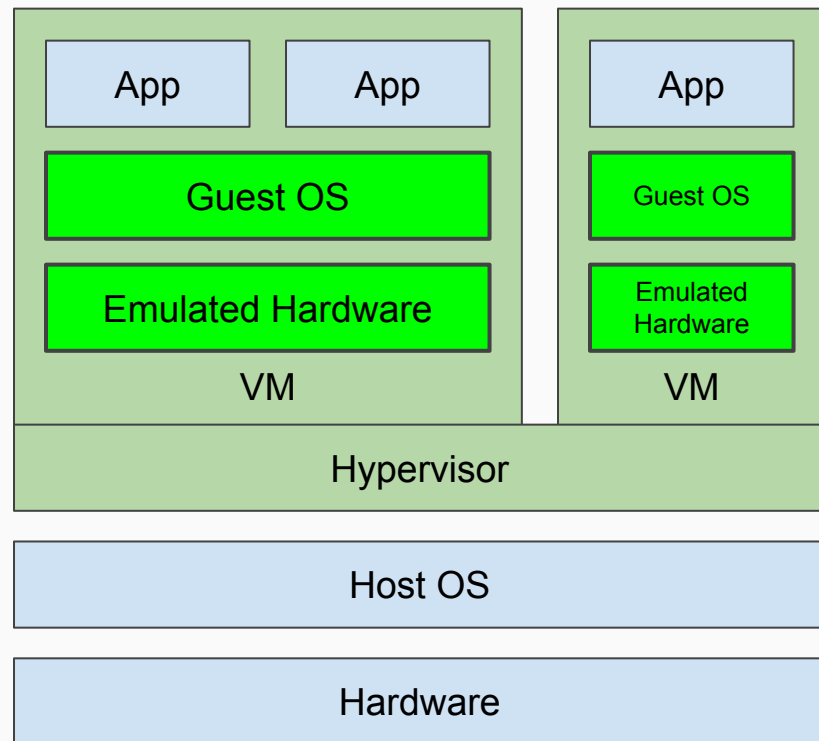 App
App
App
Guest OS
Guest OS
Emulated Hardware
Emulated
Hardware
VM
VM
Hypervisor
Host OS
Hardware